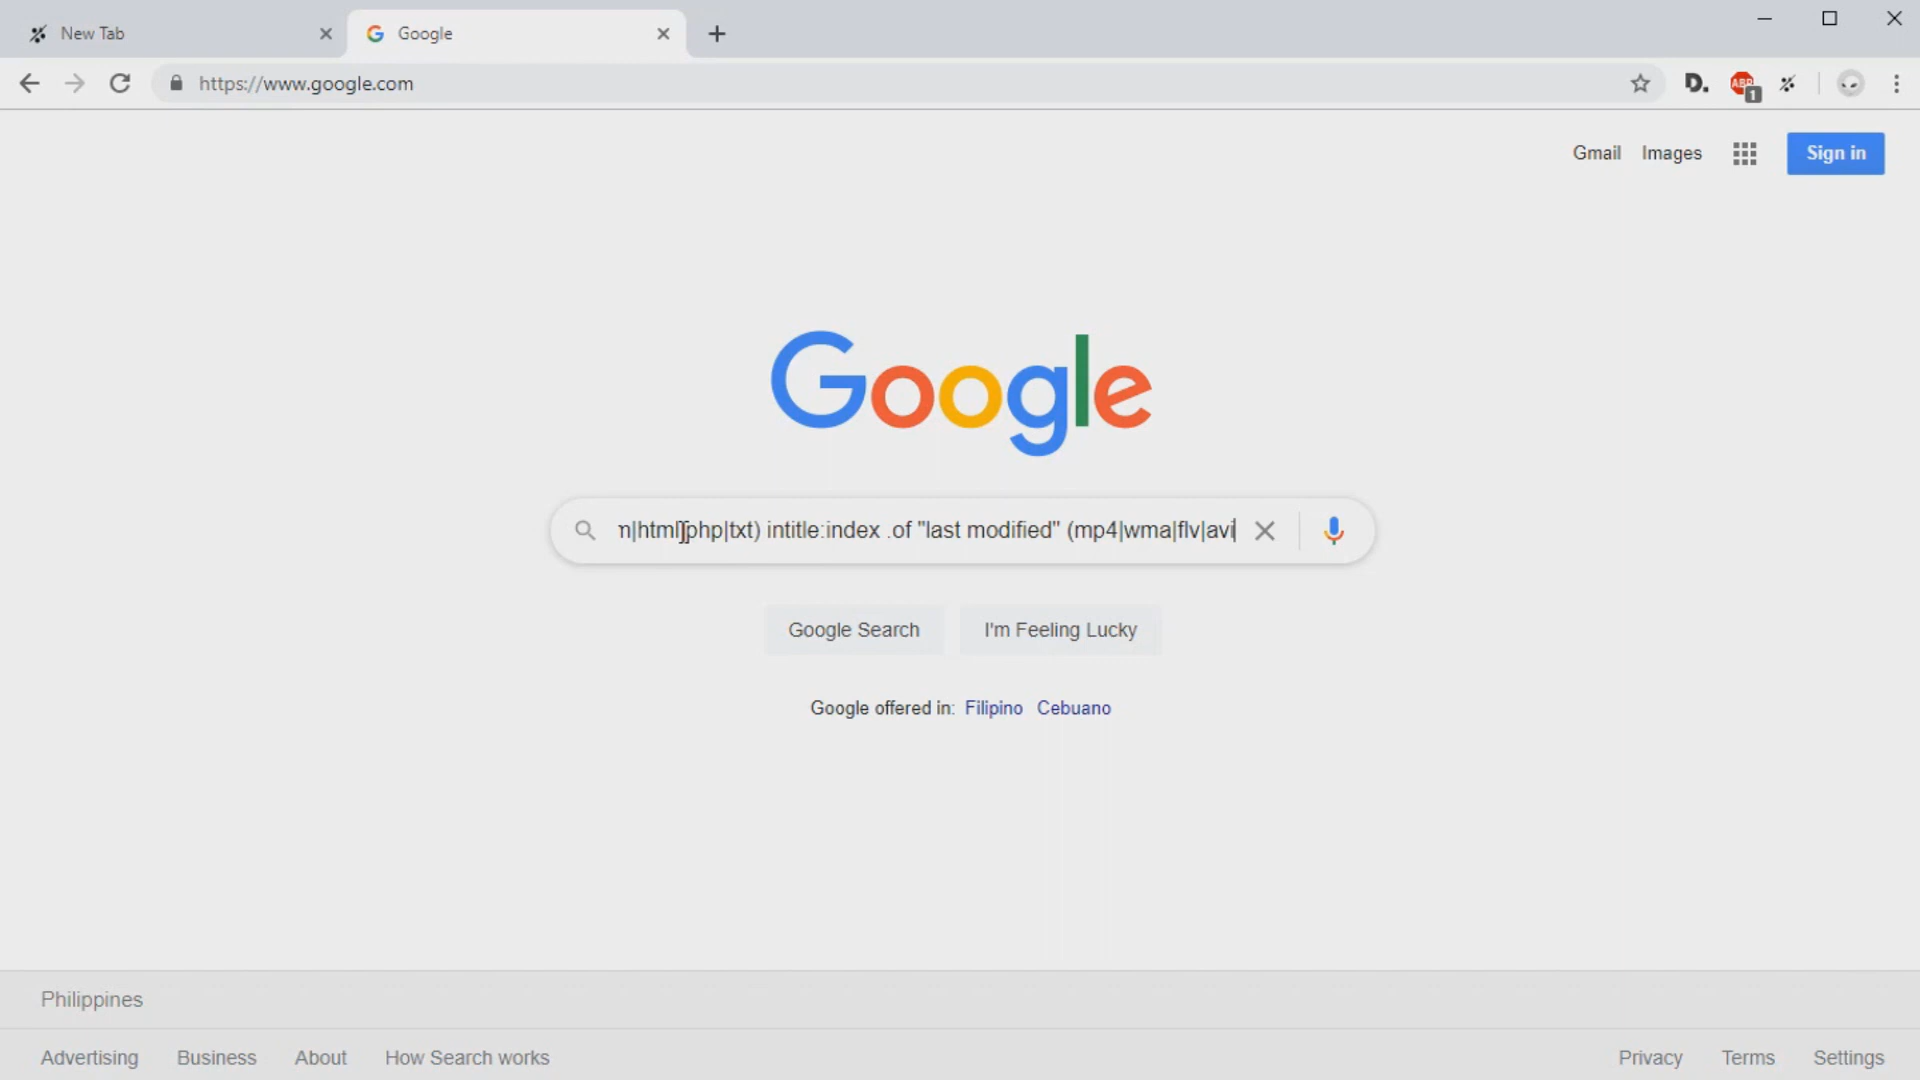 New Tab
Google
https://www.google.com
D.
ABP
1
Gmail Images
Sign in
Google
n|html|php|txt) intitle:index .of "last modified" (mp4|wma|flv|avi
Google Search
I'm Feeling Lucky
Google offered in: Filipino Cebuano
Philippines
Advertising Business About How Search works
Privacy Terms Settings